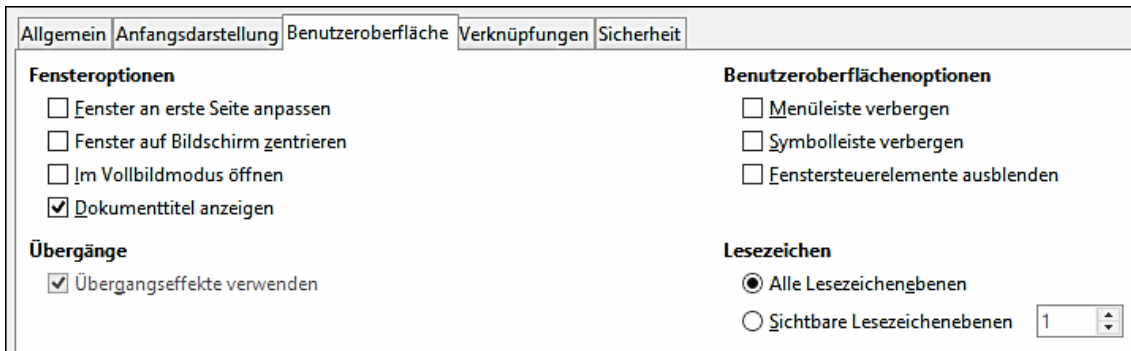 Allgemein Anfangsdarstellung Benutzeroberfläche Verknüpfungen Sicherheit
Fensteroptionen
Fenster an erste Seite anpassen
Fenster auf Bildschirm zentrieren
Im Vollbildmodus öffnen
Dokumenttitel anzeigen
Übergänge
Übergangseffekte verwenden
Benutzeroberflächenoptionen
Menüleiste verbergen
Symbolleiste verbergen
Fenstersteuerelemente ausblenden
Lesezeichen
Alle Lesezeichenebenen
Sichtbare Lesezeichenebenen 1